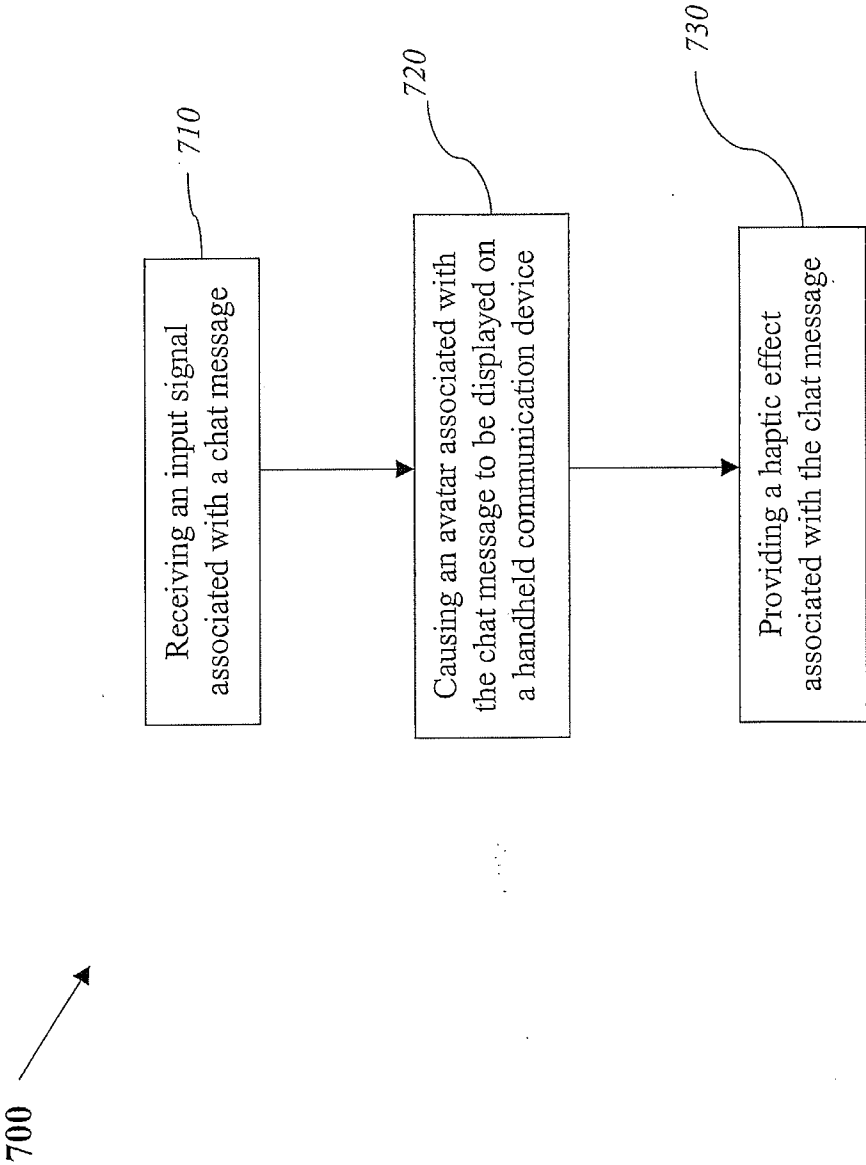 700
710
Receiving an input signal
associated with a chat message
720
Causing an avatar associated with
the chat message to be displayed on
a handheld communication device
730
Providing a haptic effect
associated with the chat message